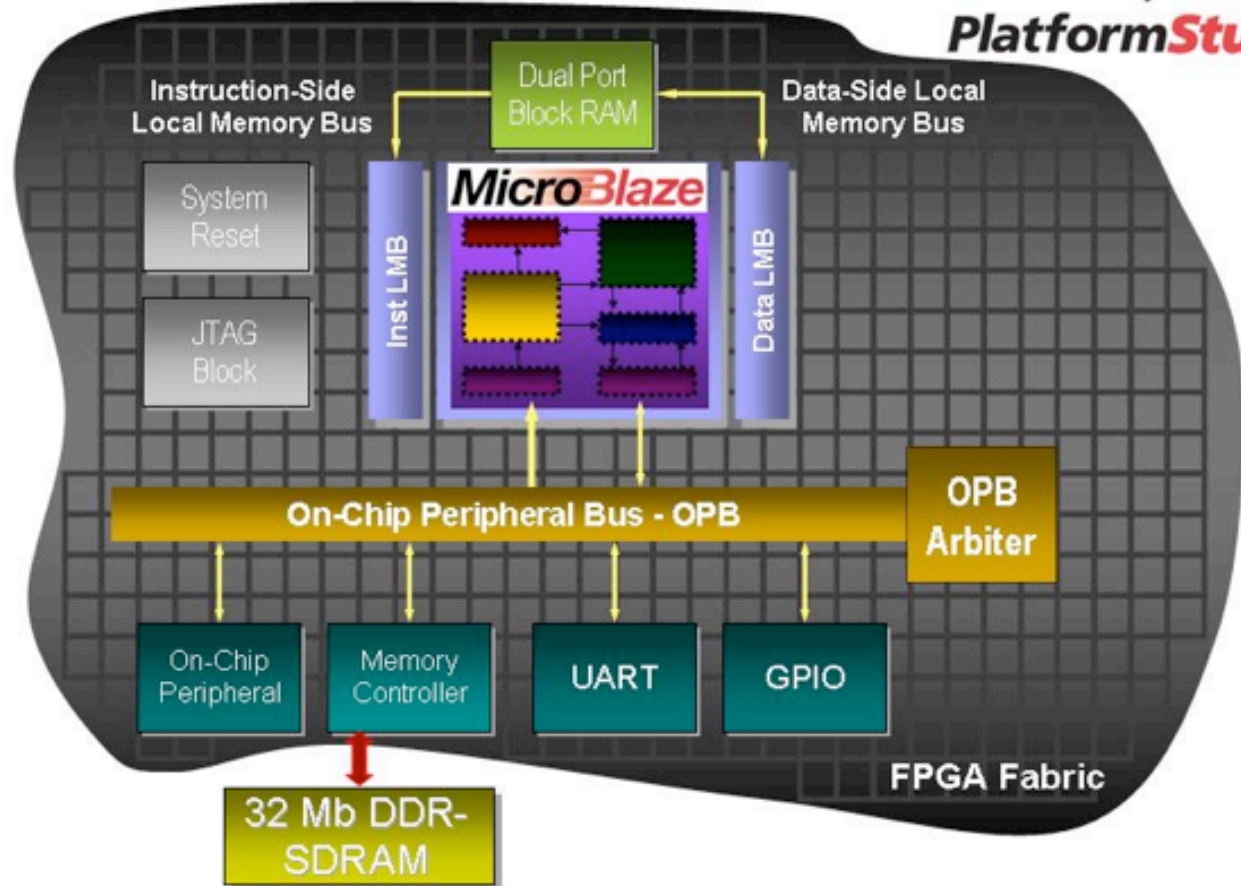 Instruction-Side
Local Memory Bus
Dual Port
Block RAM
Data-Side Local
Memory Bus
System
Reset
JTAG
Block
Inst LMB
MicroBlaze
Data LMB
On-Chip Peripheral Bus - OPB
OPB
Arbiter
On-Chip
Peripheral
Memory
Controller
UART
GPIO
FPGA Fabric
32 Mb DDR-
SDRAM